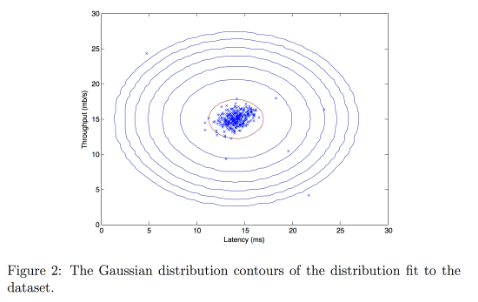 30
25
20
15
10
5
0
Throughput (mb/s)
0 5 10 15 20 25 30
Latency (ms)
Figure 2: The Gaussian distribution contours of the distribution fit to the
dataset.